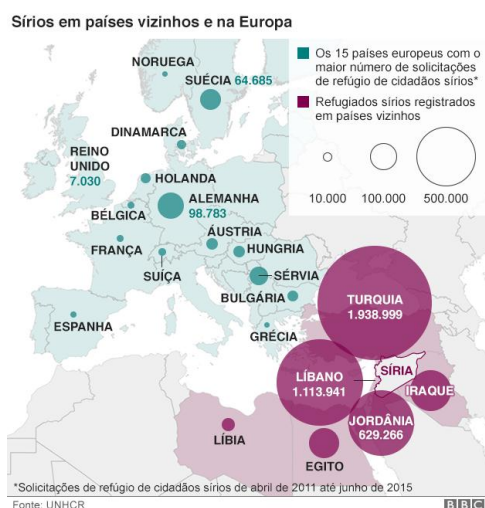 Sírios em países vizinhos e na Europa
Os 15 países europeus com o
maior número de solicitações
de refúgio de cidadãos sírios*
Refugiados sírios registrados
em países vizinhos
10.000
100.000
500.000
NORUEGA
SUÉCIA 64.685
DINAMARCA
REINO
UNIDO
7.030
HOLANDA
ALEMANHA
98.783
BÉLGICA
ÁUSTRIA
FRANÇA
HUNGRIA
SUÍÇA
SÉRVIA
BULGÁRIA
ESPANHA
GRÉCIA
TURQUIA
1.938.999
LÍBANO
1.113.941
SÍRIA
IRAQUE
JORDÂNIA
629.266
LÍBIA
EGITO
*Solicitações de refúgio de cidadãos sírios de abril de 2011 até junho de 2015
Fonte: UNHCR
BBC